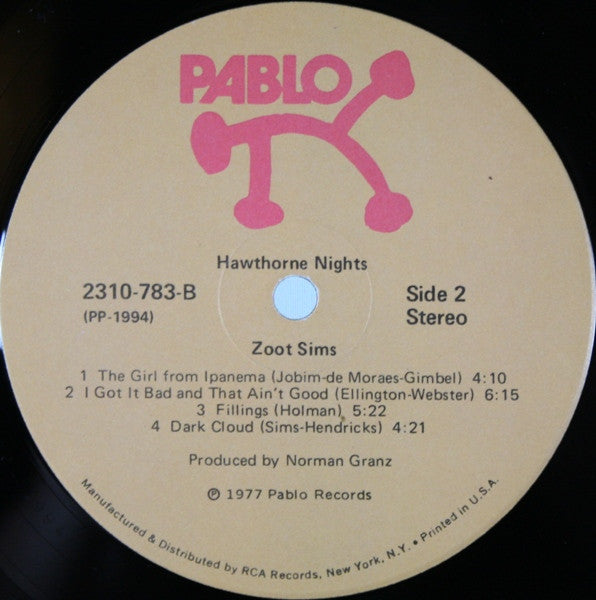 PABLO
Hawthorne Nights
2310-783-B
(PP-1994)
Side 2
Stereo
Zoot Sims
1 The Girl from Ipanema (Jobim-de Moraes-Gimbel) 4:10
2 I Got It Bad and That Ain't Good (Ellington-Webster) 6:15
3 Fillings (Holman) 5:22
4 Dark Cloud (Sims-Hendricks) 4:21
Produced by Norman Granz
℗ 1977 Pablo Records
Manufactured & Distributed by RCA Records, New York, N.Y. • Printed in U.S.A.